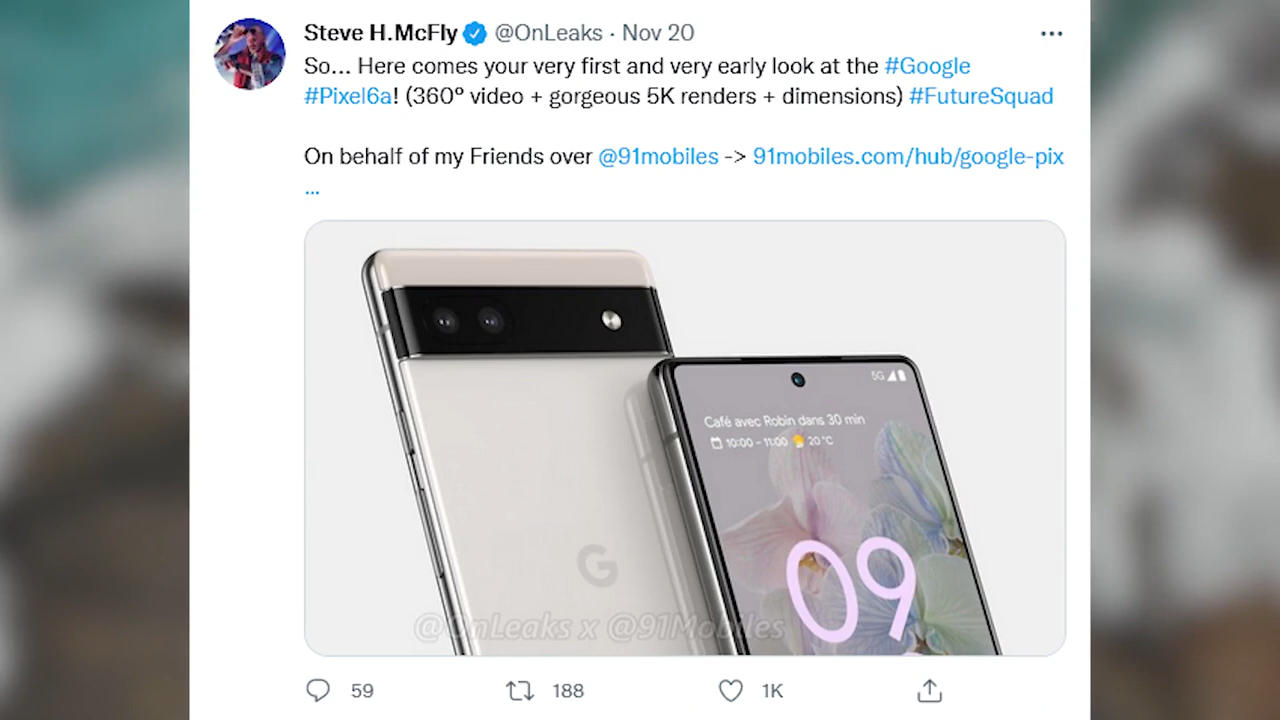 Steve H.McFly @OnLeaks · Nov 20
So... Here comes your very first and very early look at the #Google
#Pixel6a! (360° video + gorgeous 5K renders + dimensions) #FutureSquad
On behalf of my Friends over @91mobiles -> 91mobiles.com/hub/google-pix
...
5G
Café avec Robin dans 30 min
10:00 - 11:00 20°C
09
G
@OnLeaks x @91Mobiles
59 188 1K